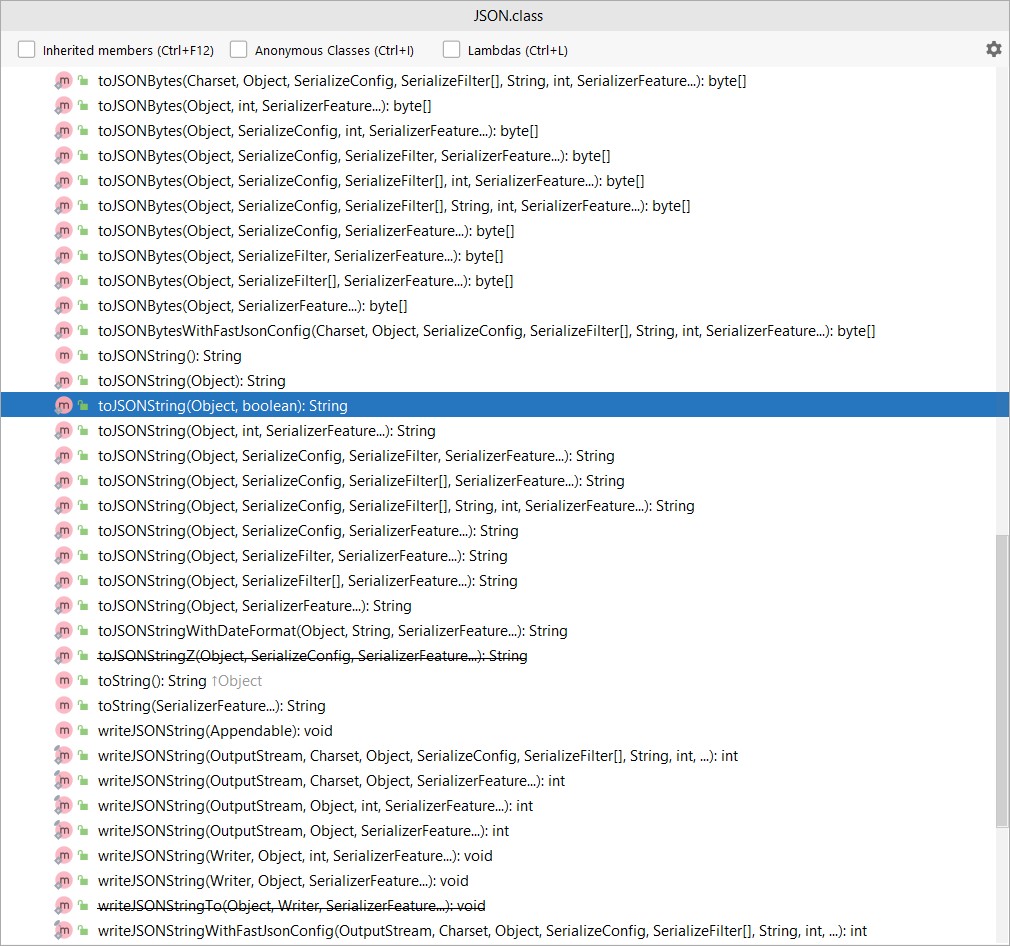 JSON.class
Inherited members (Ctrl+F12) Anonymous Classes (Ctrl+I) Lambdas (Ctrl+L)
m toJSONBytes(Charset, Object, SerializeConfig, SerializeFilter[], String, int, SerializerFeature...): byte[]
m toJSONBytes(Object, int, SerializerFeature...): byte[]
m toJSONBytes(Object, SerializeConfig, int, SerializerFeature...): byte[]
m toJSONBytes(Object, SerializeConfig, SerializeFilter, SerializerFeature...): byte[]
m toJSONBytes(Object, SerializeConfig, SerializeFilter[], int, SerializerFeature...): byte[]
m toJSONBytes(Object, SerializeConfig, SerializeFilter[], String, int, SerializerFeature...): byte[]
m toJSONBytes(Object, SerializeConfig, SerializerFeature...): byte[]
m toJSONBytes(Object, SerializeFilter, SerializerFeature...): byte[]
m toJSONBytes(Object, SerializeFilter[], SerializerFeature...): byte[]
m toJSONBytes(Object, SerializerFeature...): byte[]
m toJSONBytesWithFastJsonConfig(Charset, Object, SerializeConfig, SerializeFilter[], String, int, SerializerFeature...): byte[]
m toJSONString(): String
m toJSONString(Object): String
m toJSONString(Object, boolean): String
m toJSONString(Object, int, SerializerFeature...): String
m toJSONString(Object, SerializeConfig, SerializeFilter, SerializerFeature...): String
m toJSONString(Object, SerializeConfig, SerializeFilter[], SerializerFeature...): String
m toJSONString(Object, SerializeConfig, SerializeFilter[], String, int, SerializerFeature...): String
m toJSONString(Object, SerializeConfig, SerializerFeature...): String
m toJSONString(Object, SerializeFilter, SerializerFeature...): String
m toJSONString(Object, SerializeFilter[], SerializerFeature...): String
m toJSONString(Object, SerializerFeature...): String
m toJSONStringWithDateFormat(Object, String, SerializerFeature...): String
m toJSONStringZ(Object, SerializeConfig, SerializerFeature...): String
m toString(): String ↑Object
m toString(SerializerFeature...): String
m writeJSONString(Appendable): void
m writeJSONString(OutputStream, Charset, Object, SerializeConfig, SerializeFilter[], String, int, ...): int
m writeJSONString(OutputStream, Charset, Object, SerializerFeature...): int
m writeJSONString(OutputStream, Object, int, SerializerFeature...): int
m writeJSONString(OutputStream, Object, SerializerFeature...): int
m writeJSONString(Writer, Object, int, SerializerFeature...): void
m writeJSONString(Writer, Object, SerializerFeature...): void
m writeJSONStringTo(Object, Writer, SerializerFeature...): void
m writeJSONStringWithFastJsonConfig(OutputStream, Charset, Object, SerializeConfig, SerializeFilter[], String, int, ...): int